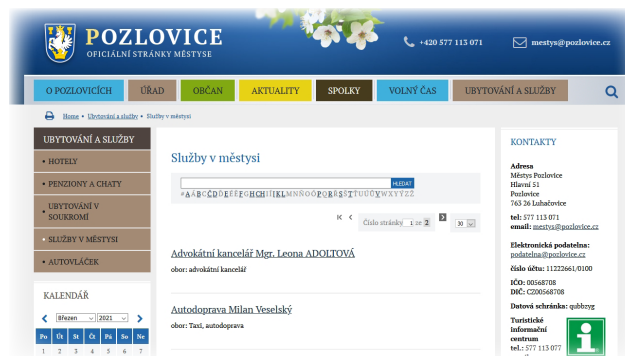 POZLOVICE
OFICIÁLNÍ STRÁNKY MĚSTYSE
+420 577 113 071
mestys@pozlovice.cz
O POZLOVICÍCH
ÚŘAD
OBČAN
AKTUALITY
SPOLKY
VOLNÝ ČAS
UBYTOVÁNÍ A SLUŽBY
Home • Ubytování a služby • Služby v městysi
UBYTOVÁNÍ A SLUŽBY
• HOTELY
• PENZIONY A CHATY
• UBYTOVÁNÍ V
SOUKROMÍ
• SLUŽBY V MĚSTYSI
• AUTOVLÁČEK
KALENDÁŘ
Březen 2021
Po Út St Čt Pá So Ne
1 2 3 4 5 6 7
Služby v městysi
HLEDAT
#AÁBCČDĎEÉĚFGHCHIÍJKLMNŇOÓPQRŘSŠTŤUÚŮVWXYÝZŽ
Číslo stránky 1 ze 2
30
Advokátní kancelář Mgr. Leona ADOLTOVÁ
obor: advokátní kancelář
Autodoprava Milan Veselský
obor: Taxi, autodoprava
KONTAKTY
Adresa
Městys Pozlovice
Hlavní 51
Pozlovice
763 26 Luhačovice
tel: 577 113 071
email: mestys@pozlovice.cz
Elektronická podatelna:
podatelna@pozlovice.cz
číslo účtu: 11222661/0100
IČO: 00568708
DIČ: CZ00568708
Datová schránka: qubbzyg
Turistické
informační
centrum
tel.: 577 113 077